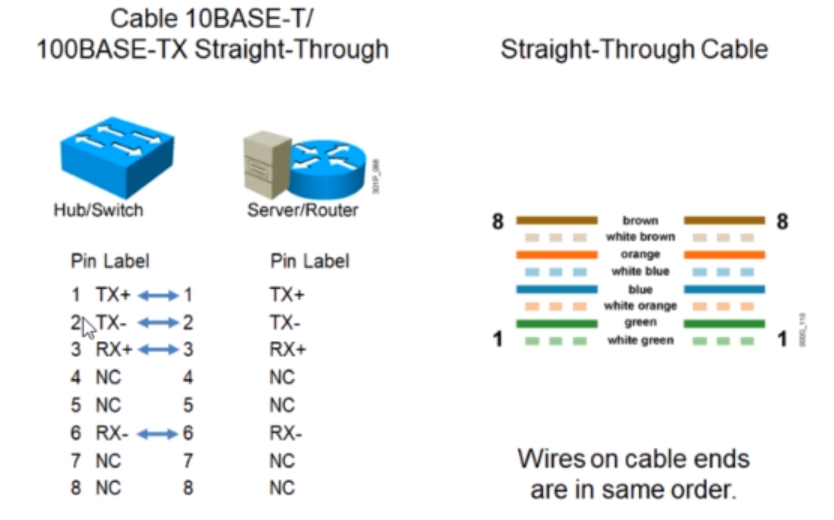 Cable 10BASE-T/
100BASE-TX Straight-Through
Hub/Switch
Server/Router
301P_068
Pin Label
Pin Label
1 TX+ 1 TX+
2 TX- 2 TX-
3 RX+ 3 RX+
4 NC 4 NC
5 NC 5 NC
6 RX- 6 RX-
7 NC 7 NC
8 NC 8 NC
Straight-Through Cable
8 brown 8
white brown
orange
white blue
blue
white orange
green
1 white green 1
Wires on cable ends
are in same order.